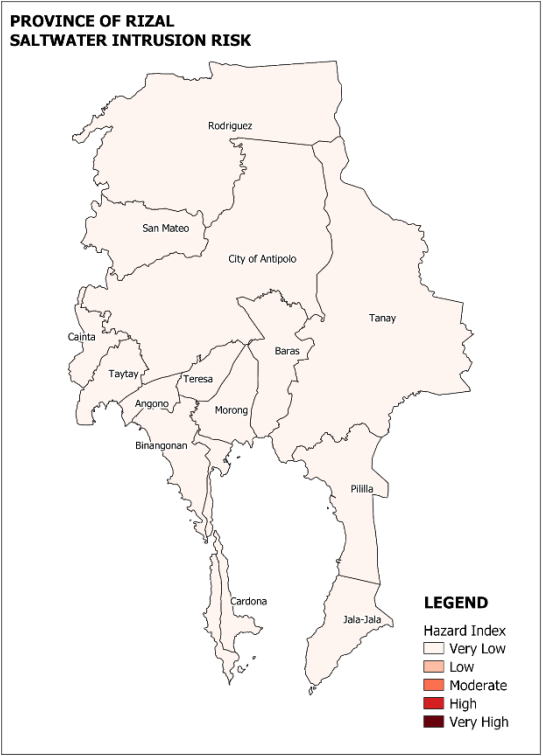 PROVINCE OF RIZAL
SALTWATER INTRUSION RISK
Rodriguez
San Mateo
City of Antipolo
Tanay
Cainta
Baras
Taytay
Teresa
Angono
Morong
Binangonan
Pililla
Cardona
Jala-Jala
LEGEND
Hazard Index
Very Low
Low
Moderate
High
Very High